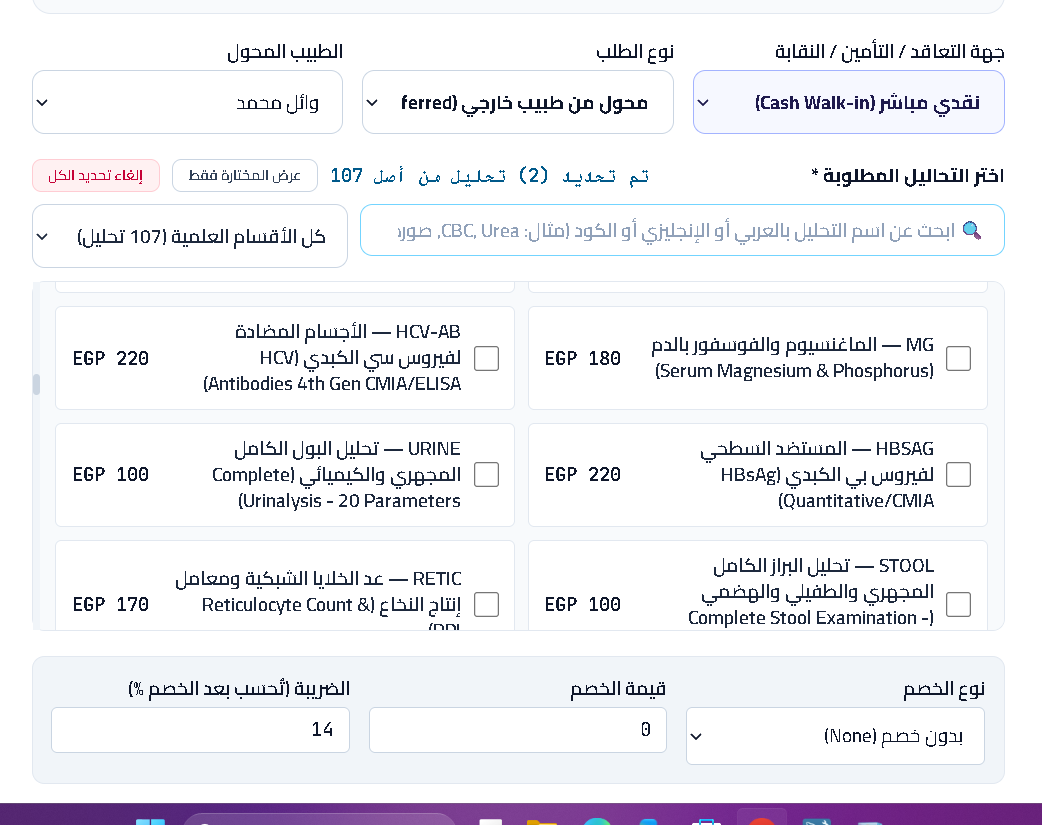 جهة التعاقد / التأمين / النقابة
نوع الطلب
الطبيب المحول
نقدي مباشر (Cash Walk-in)
محول من طبيب خارجي (ferred
وائل محمد
اختر التحاليل المطلوبة *
تم تحديد (2) تحليل من أصل 107
عرض المختارة فقط
إلغاء تحديد الكل
ابحث عن اسم التحليل بالعربي أو الإنجليزي أو الكود (مثال: CBC, Urea, صورة
كل الأقسام العلمية (107 تحليل)
MG — الماغنسيوم والفوسفور بالدم
(Serum Magnesium & Phosphorus)
180 EGP
HCV-AB — الأجسام المضادة
لفيروس سي الكبدي (HCV
Antibodies 4th Gen CMIA/ELISA)
220 EGP
HBSAG — المستضد السطحي
لفيروس بي الكبدي (HBsAg
Quantitative/CMIA)
220 EGP
URINE — تحليل البول الكامل
المجهري والكيميائي (Complete
Urinalysis - 20 Parameters)
100 EGP
STOOL — تحليل البراز الكامل
المجهري والطفيلي والهضمي
(Complete Stool Examination -
100 EGP
RETIC — عد الخلايا الشبكية ومعامل
إنتاج النخاع (Reticulocyte Count &
170 EGP
نوع الخصم
قيمة الخصم
الضريبة (تُحتسب بعد الخصم %)
بدون خصم (None)
0
14